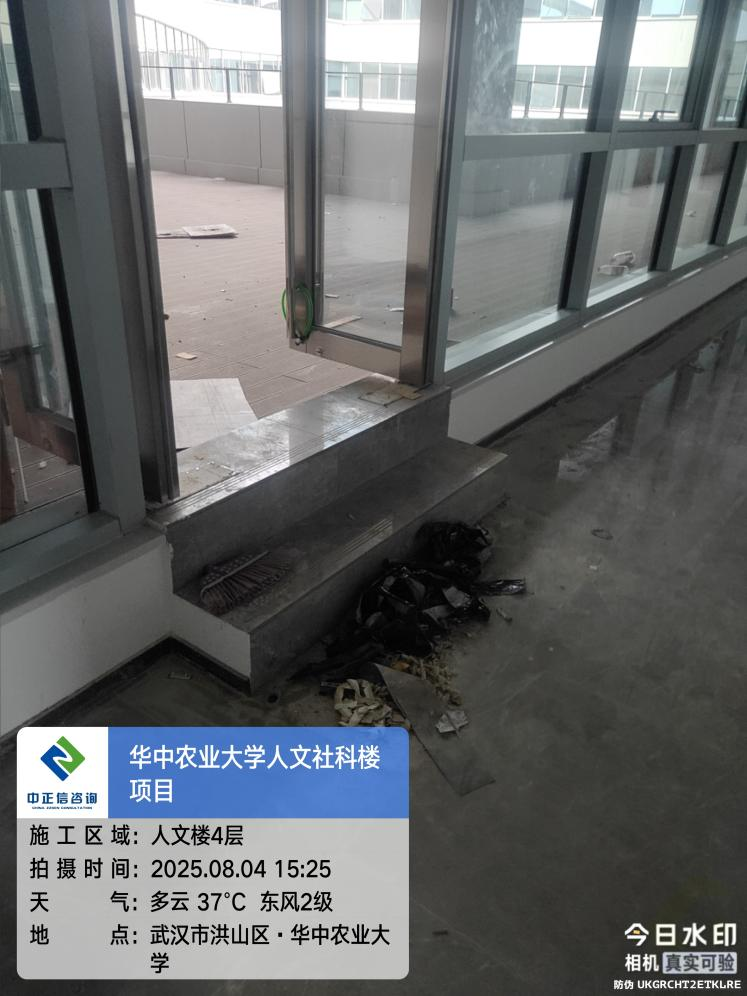 中正信咨询
CHINA ZZXIN CONSULTATION
华中农业大学人文社科楼
项目
施工区域：人文楼4层
拍摄时间：2025.08.04 15:25
天气：多云 37°C 东风2级
地点：武汉市洪山区·华中农业大
学
今日水印
相机 真实可验
防伪 UKGRCHT2ETKLRE